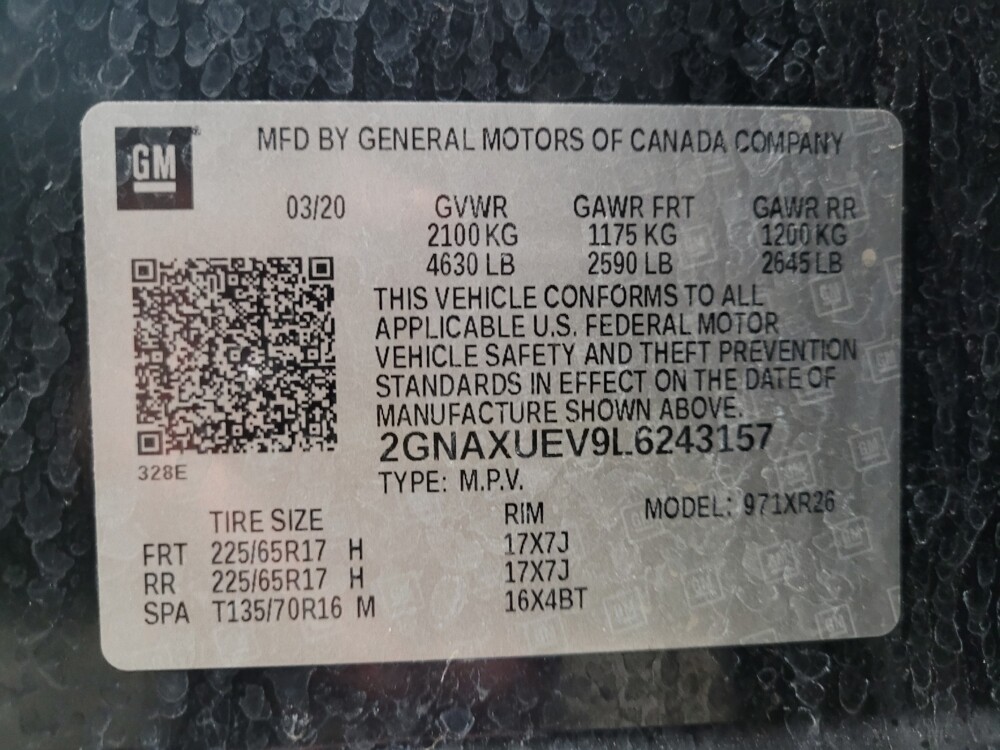 GM
MFD BY GENERAL MOTORS OF CANADA COMPANY
03/20 GVWR GAWR FRT GAWR RR
2100 KG 1175 KG 1200 KG
4630 LB 2590 LB 2645 LB
THIS VEHICLE CONFORMS TO ALL
APPLICABLE U.S. FEDERAL MOTOR
VEHICLE SAFETY AND THEFT PREVENTION
STANDARDS IN EFFECT ON THE DATE OF
MANUFACTURE SHOWN ABOVE.
2GNAXUEV9L6243157
328E
TYPE: M.P.V.
MODEL: 971XR26
TIRE SIZE RIM
FRT 225/65R17 H 17X7J
RR 225/65R17 H 17X7J
SPA T135/70R16 M 16X4BT